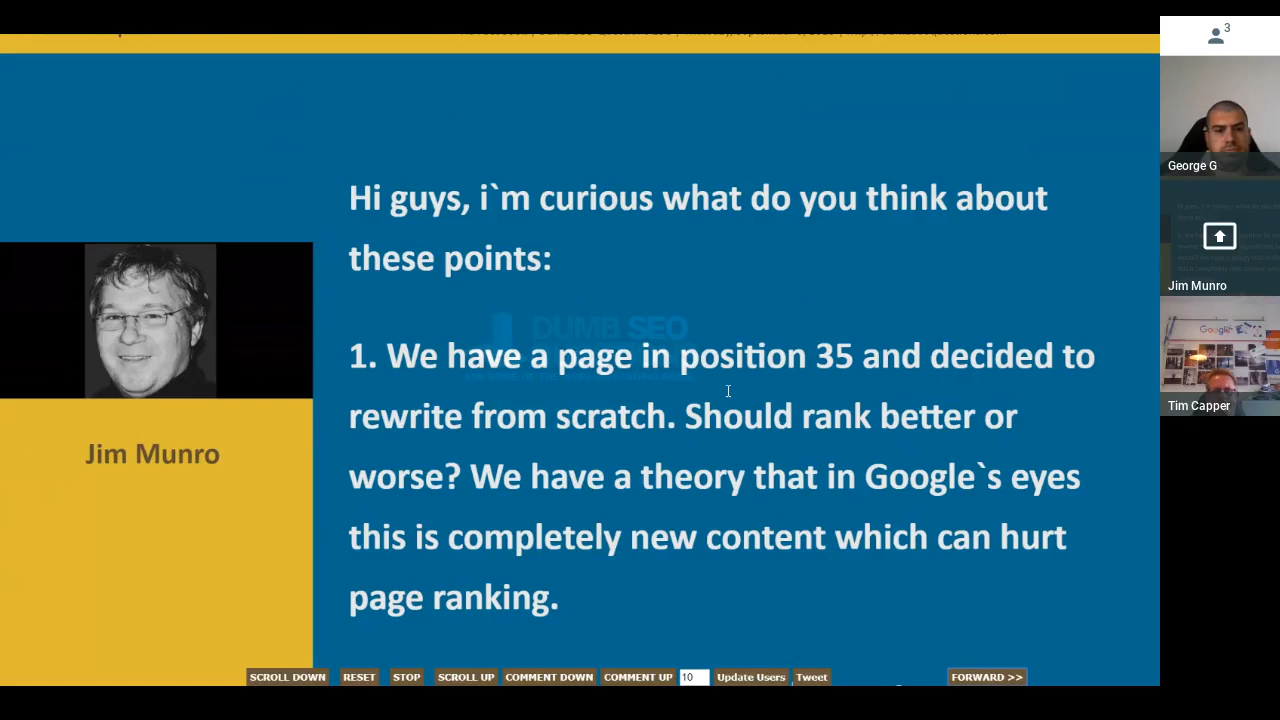 3
George G
Hi guys, i`m curious what do you think about
these points:
Jim Munro
DUMB SEO
1. We have a page in position 35 and decided to
rewrite from scratch. Should rank better or
Tim Capper
Jim Munro
worse? We have a theory that in Google`s eyes
this is completely new content which can hurt
page ranking.
SCROLL DOWN RESET STOP SCROLL UP COMMENT DOWN COMMENT UP 10 Update Users Tweet FORWARD >>
Google